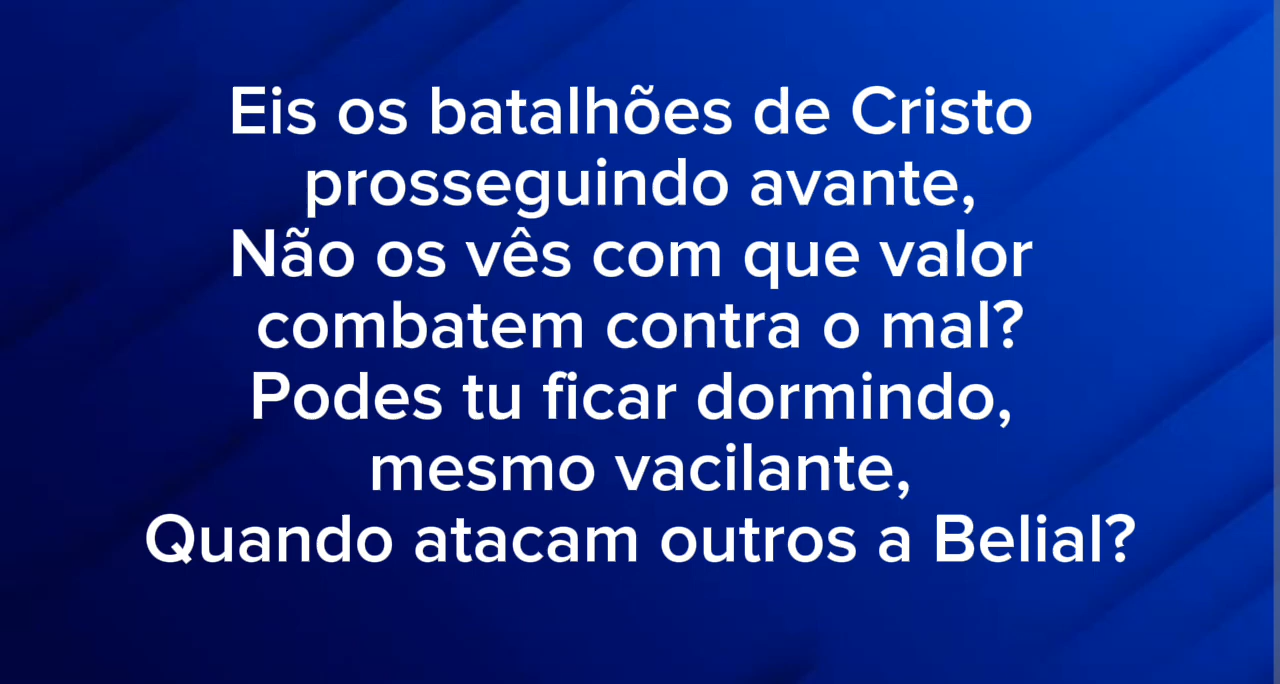 Eis os batalhões de Cristo
prosseguindo avante,
Não os vês com que valor
combatem contra o mal?
Podes tu ficar dormindo,
mesmo vacilante,
Quando atacam outros a Belial?